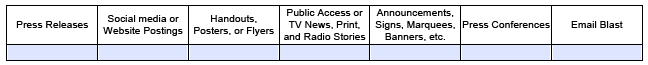 Press Releases
Social media or
Website Postings
Handouts,
Posters, or Flyers
Public Access or
TV News, Print,
and Radio Stories
Announcements,
Signs, Marquees,
Banners, etc.
Press Conferences
Email Blast